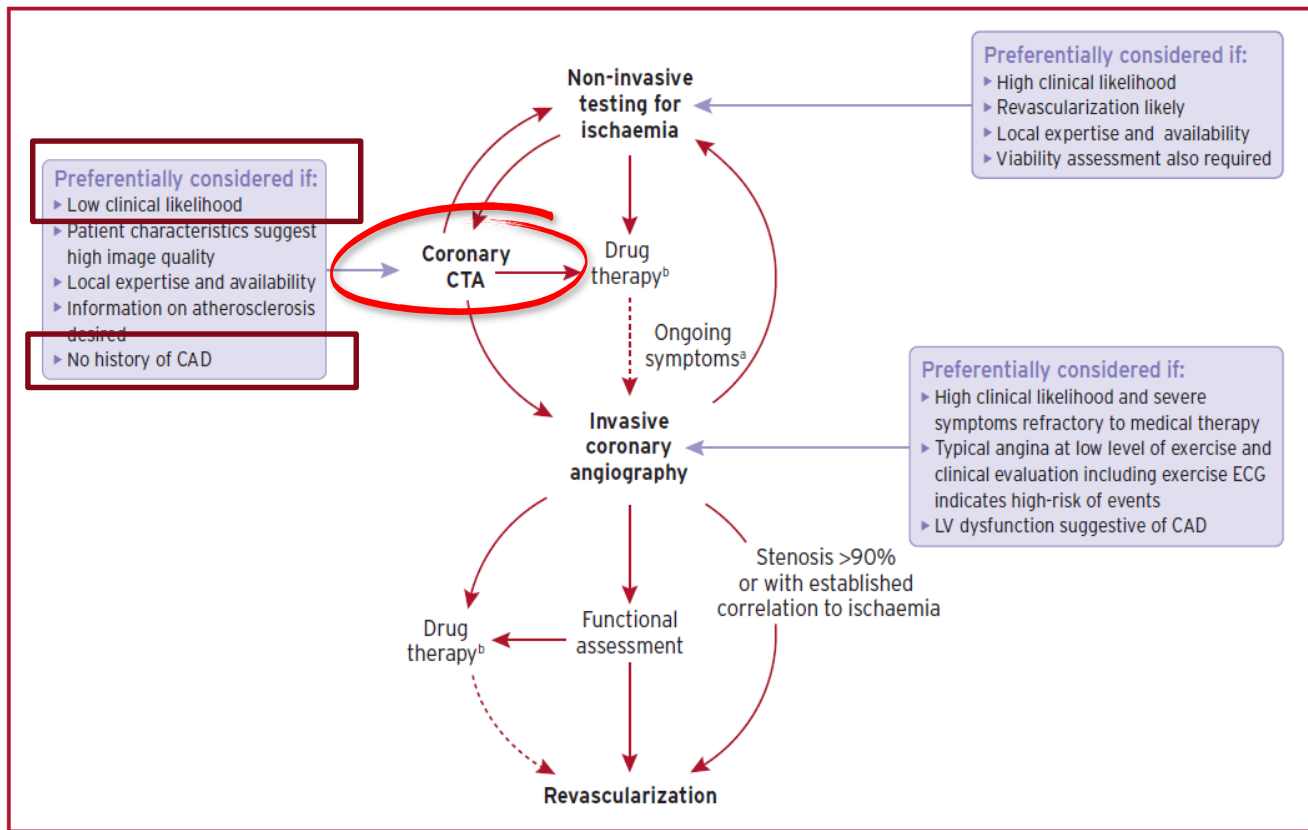 Non-invasive
testing for
ischaemia
Preferentially considered if:
▸ High clinical likelihood
▸ Revascularization likely
▸ Local expertise and availability
▸ Viability assessment also required
Preferentially considered if:
▸ Low clinical likelihood
▸ Patient characteristics suggest
high image quality
▸ Local expertise and availability
▸ Information on atherosclerosis
desired
▸ No history of CAD
Coronary
CTA
Drug
therapyᵇ
Ongoing
symptomsᵃ
Invasive
coronary
angiography
Preferentially considered if:
▸ High clinical likelihood and severe
symptoms refractory to medical therapy
▸ Typical angina at low level of exercise and
clinical evaluation including exercise ECG
indicates high-risk of events
▸ LV dysfunction suggestive of CAD
Stenosis >90%
or with established
correlation to ischaemia
Drug
therapyᵇ
Functional
assessment
Revascularization